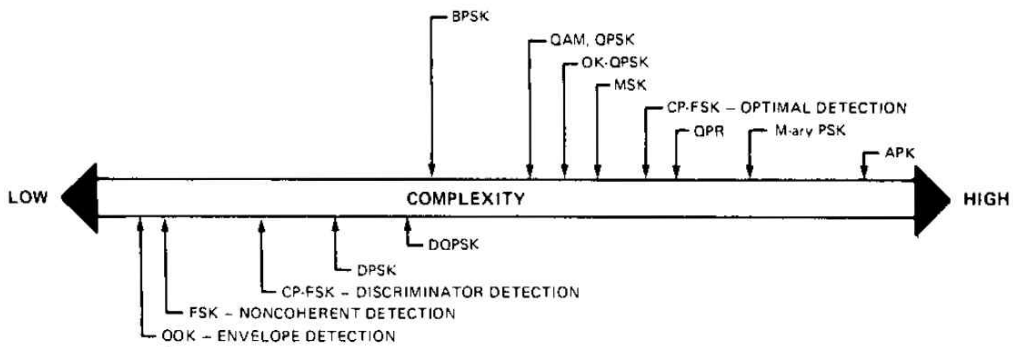 BPSK
QAM, QPSK
OK-QPSK
MSK
CP-FSK – OPTIMAL DETECTION
QPR
M-ary PSK
APK
LOW
COMPLEXITY
HIGH
DQPSK
DPSK
CP-FSK – DISCRIMINATOR DETECTION
FSK – NONCOHERENT DETECTION
OOK – ENVELOPE DETECTION